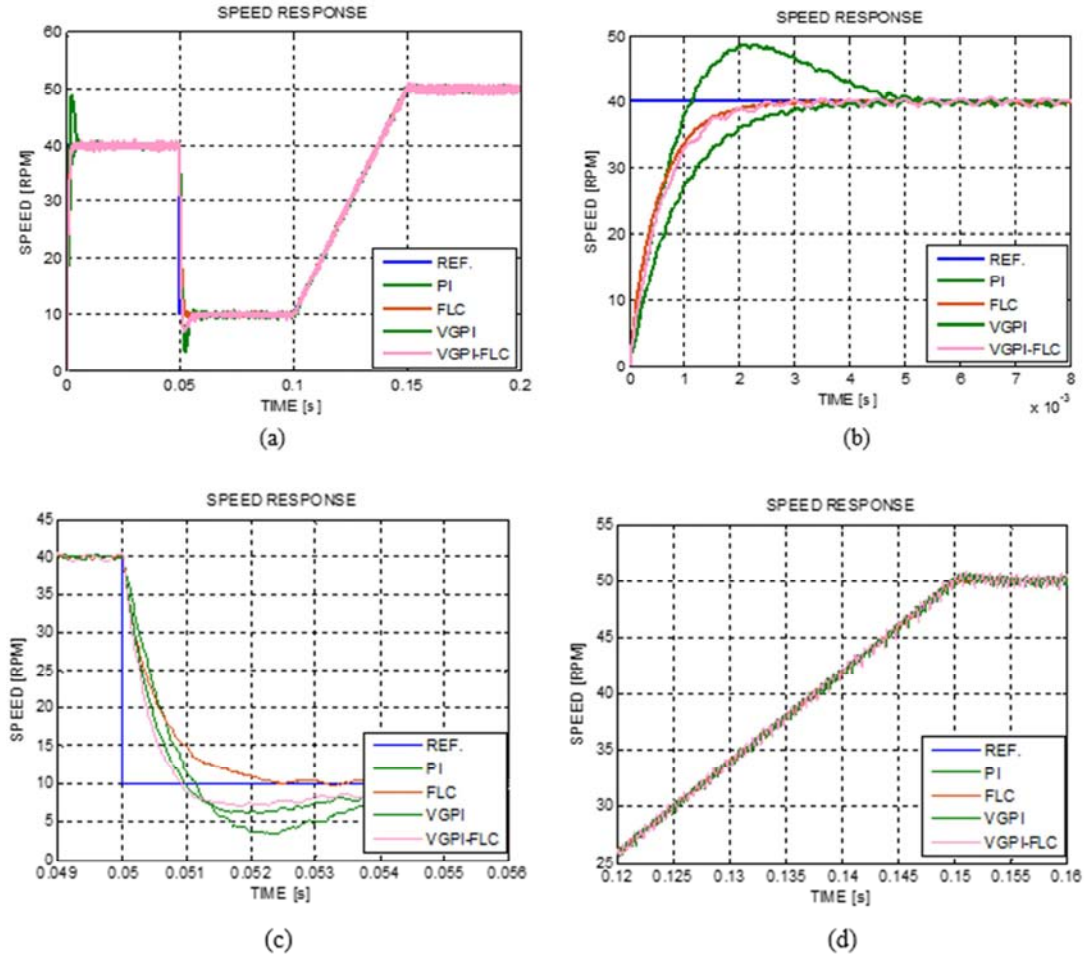 SPEED RESPONSE
SPEED [RPM]
60
50
40
30
20
10
0
0 0.05 0.1 0.15 0.2
TIME [s]
REF.
PI
FLC
VGPI
VGPI-FLC
(a)
SPEED RESPONSE
SPEED [RPM]
50
40
30
20
10
0
0 1 2 3 4 5 6 7 8
TIME [s]
x 10⁻³
REF.
PI
FLC
VGPI
VGPI-FLC
(b)
SPEED RESPONSE
SPEED [RPM]
45
40
35
30
25
20
15
10
5
0
0.049 0.05 0.051 0.052 0.053 0.054 0.055 0.056
TIME [s]
REF.
PI
FLC
VGPI
VGPI-FLC
(c)
SPEED RESPONSE
SPEED [RPM]
55
50
45
40
35
30
25
0.12 0.125 0.13 0.135 0.14 0.145 0.15 0.155 0.16
TIME [s]
REF.
PI
FLC
VGPI
VGPI-FLC
(d)